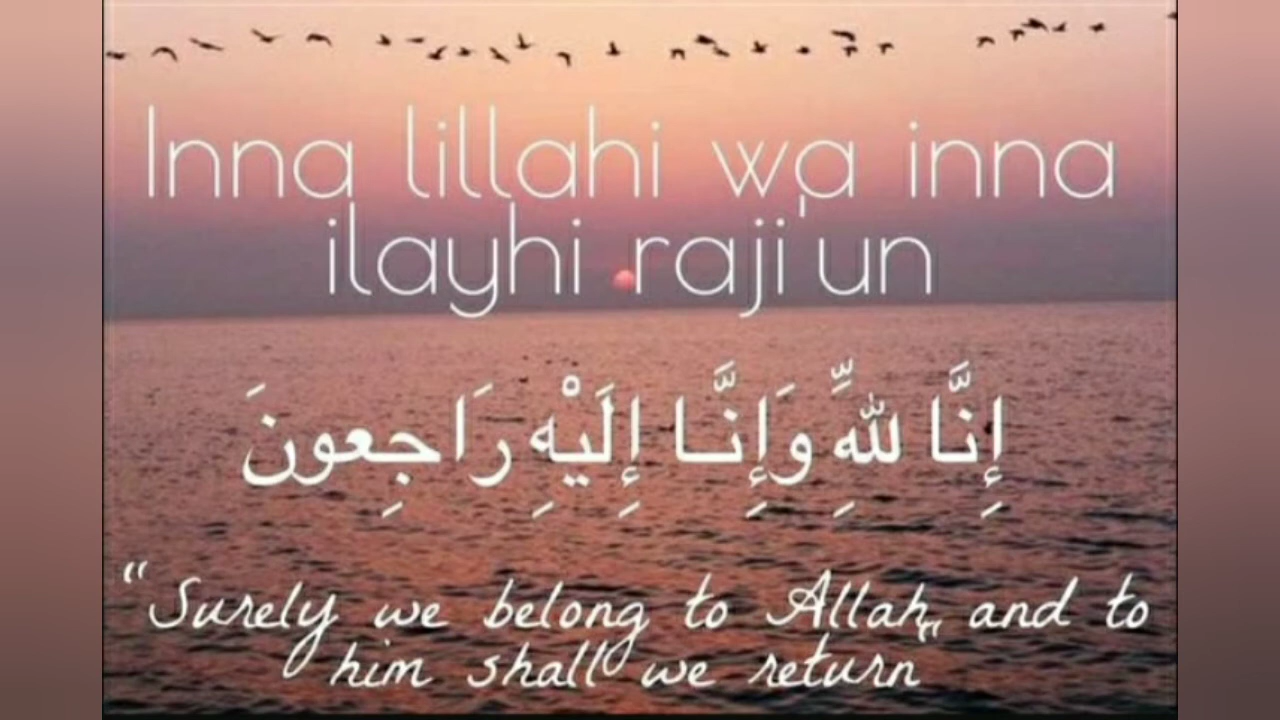 Inna lillahi wa inna
ilayhi raji'un
إِنَّا لِلّٰهِ وَإِنَّا إِلَيْهِ رَاجِعونَ
“Surely we belong to Allah, and to
him shall we return"